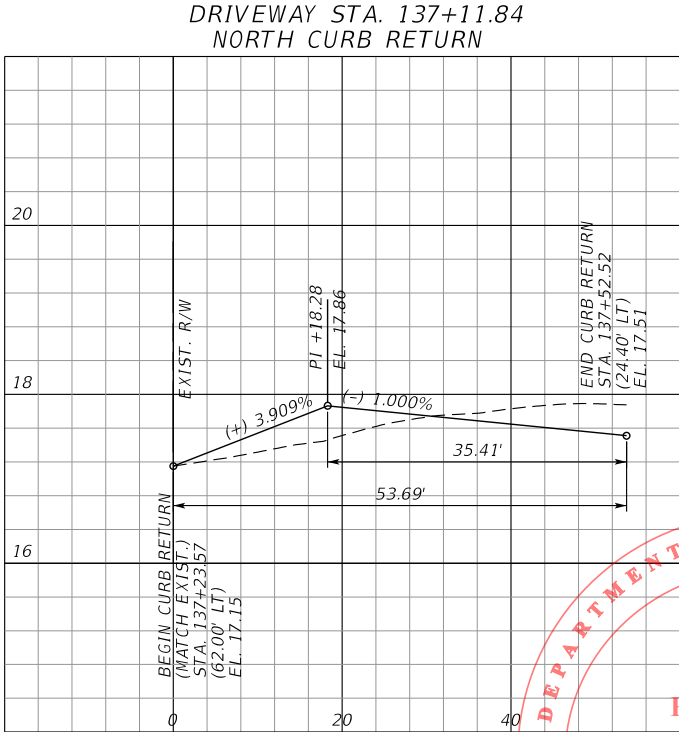 DRIVEWAY STA. 137+11.84
NORTH CURB RETURN
20
18
16
EXIST. R/W
PI +18.28
EL. 17.86
END CURB RETURN
STA. 137+52.52
(24.40' LT)
EL. 17.51
(+) 3.909%
(-) 1.000%
35.41'
53.69'
BEGIN CURB RETURN
(MATCH EXIST.)
STA. 137+23.57
(62.00' LT)
EL. 17.15
0
20
40
DEPARTMENT